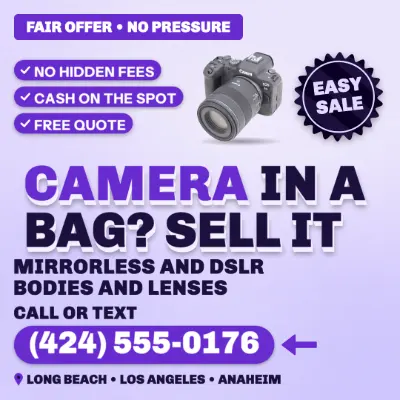 FAIR OFFER • NO PRESSURE
NO HIDDEN FEES
CASH ON THE SPOT
FREE QUOTE
Canon
EASY
SALE
CAMERA IN A
BAG? SELL IT
MIRRORLESS AND DSLR
BODIES AND LENSES
CALL OR TEXT
(424) 555-0176
LONG BEACH • LOS ANGELES • ANAHEIM